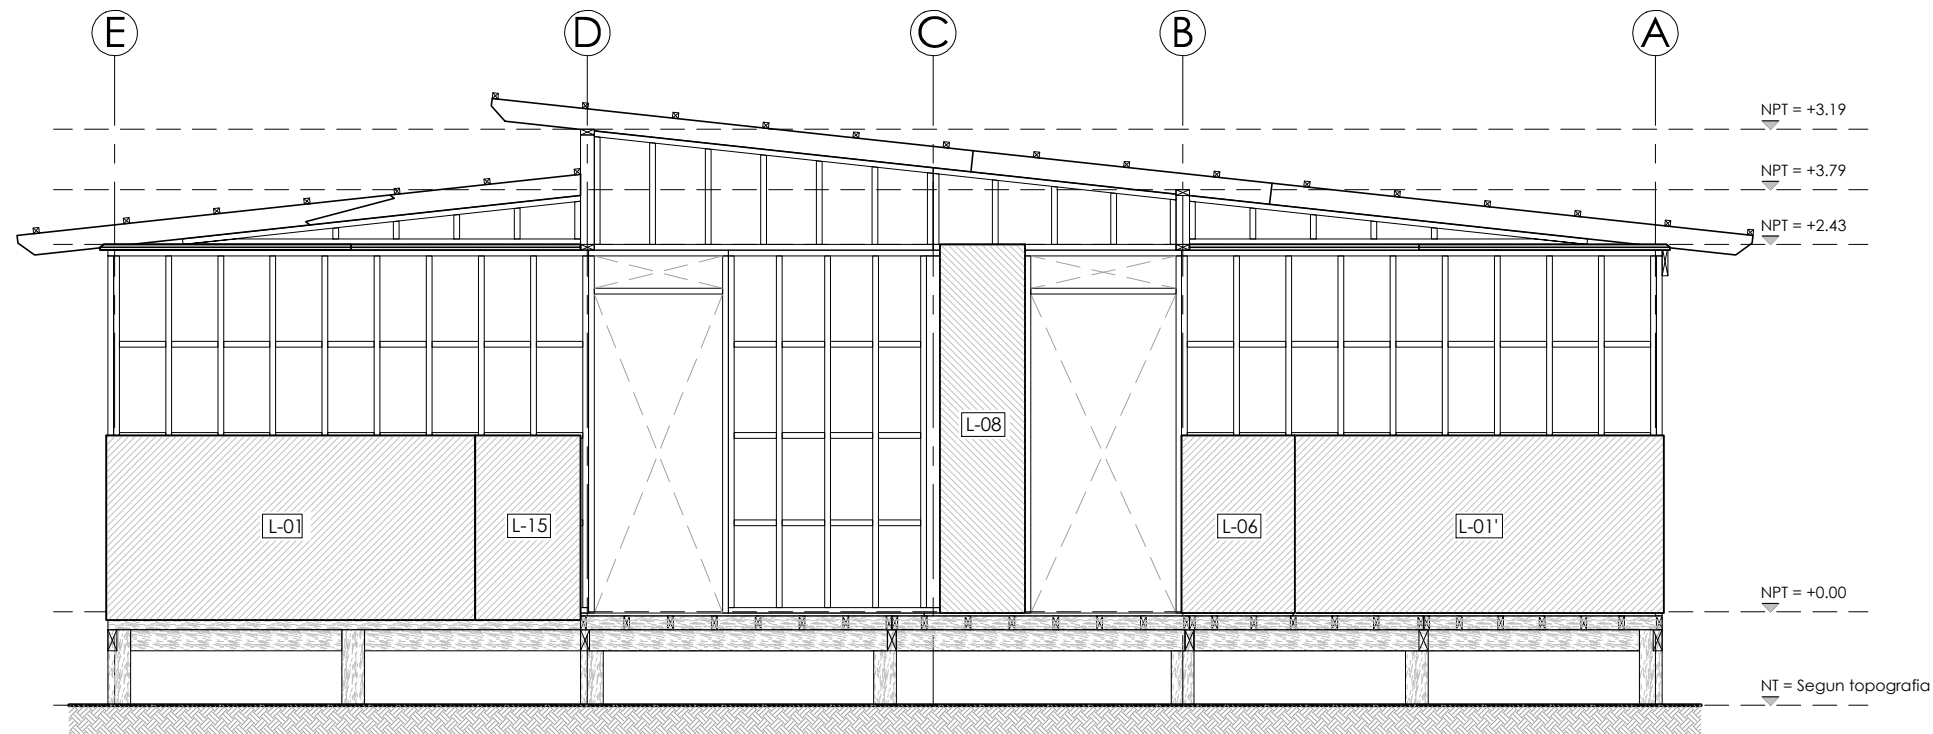 E D C B A
NPT = +3.19
NPT = +3.79
NPT = +2.43
L-08
L-01 L-15 L-06 L-01'
NPT = +0.00
NT = Segun topografia